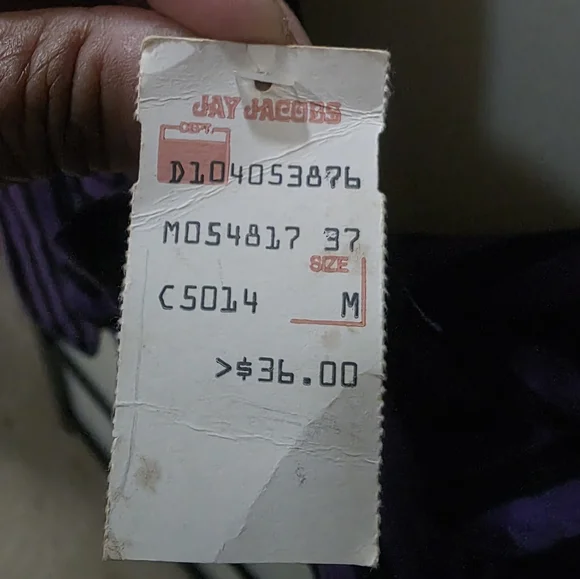 JAY JACOBS
DEPT.
D104053876
M054817 37
SIZE
C5014 M
>$36.00